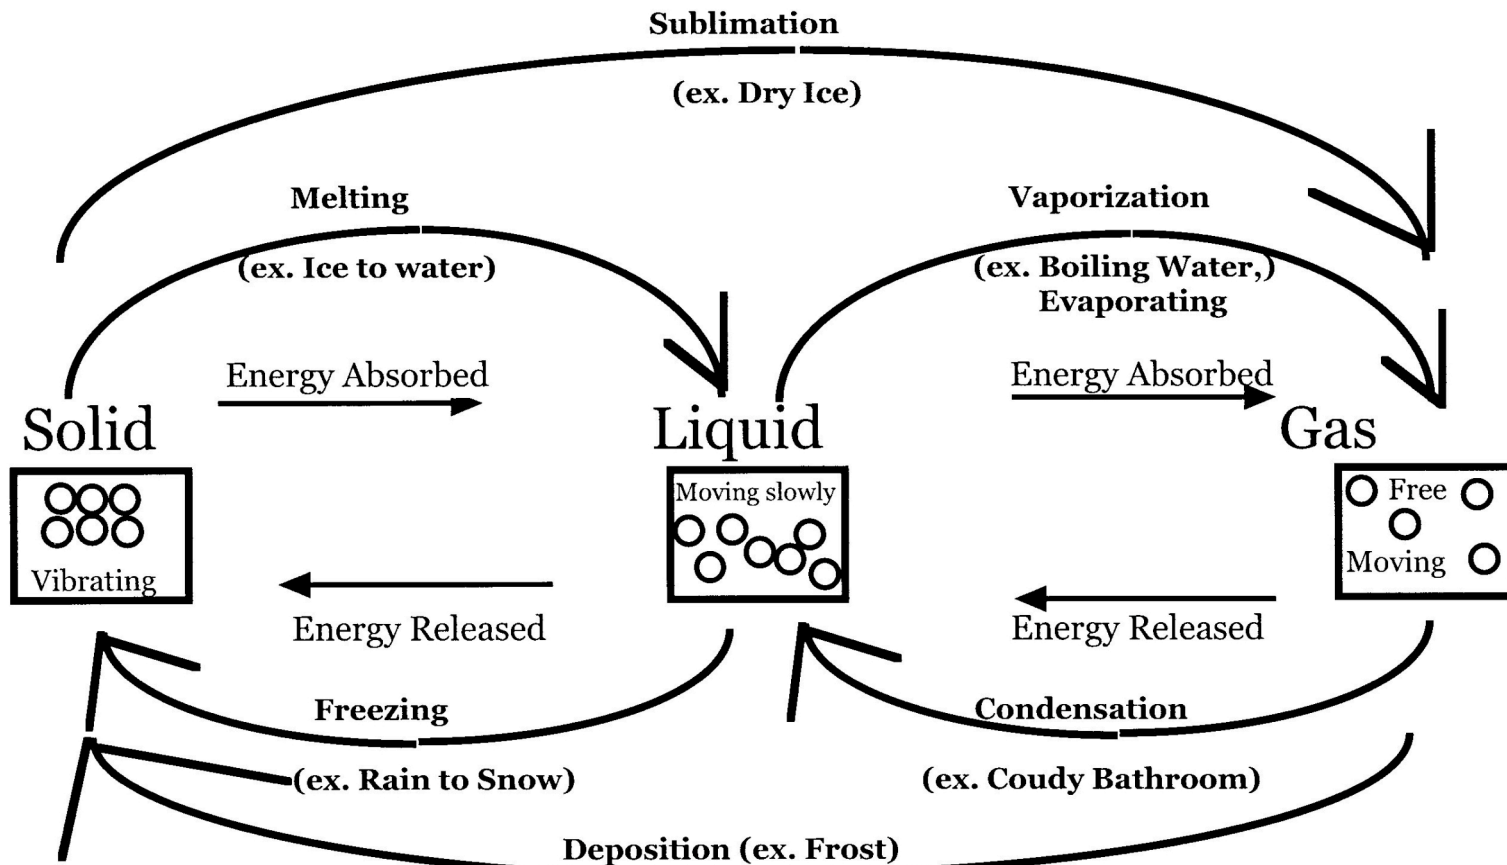 Sublimation
(ex. Dry Ice)
Melting
(ex. Ice to water)
Vaporization
(ex. Boiling Water,)
Evaporating
Energy Absorbed
Energy Absorbed
Solid
Liquid
Gas
Vibrating
Moving slowly
Free
Moving
Energy Released
Energy Released
Freezing
(ex. Rain to Snow)
Condensation
(ex. Coudy Bathroom)
Deposition (ex. Frost)